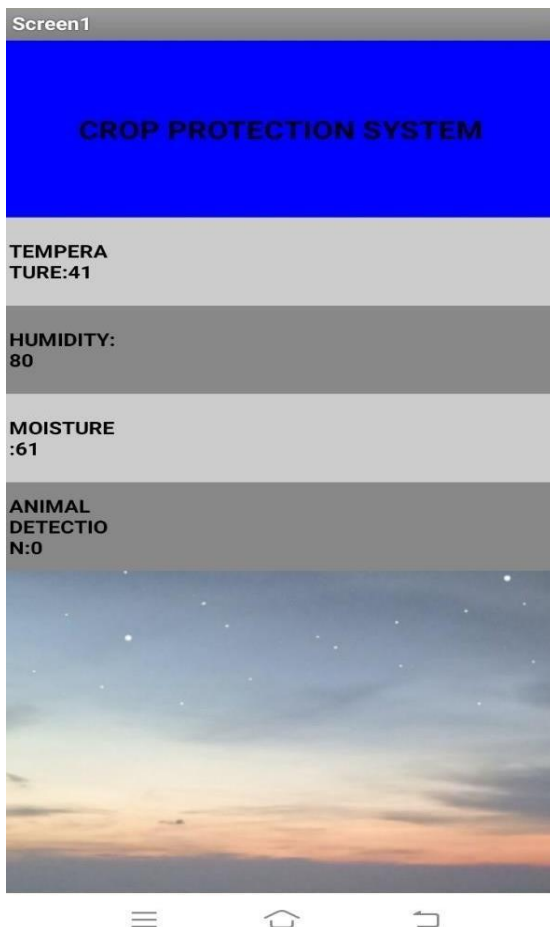 Screen1
CROP PROTECTION SYSTEM
TEMPERA
TURE:41
HUMIDITY:
80
MOISTURE
:61
ANIMAL
DETECTIO
N:0